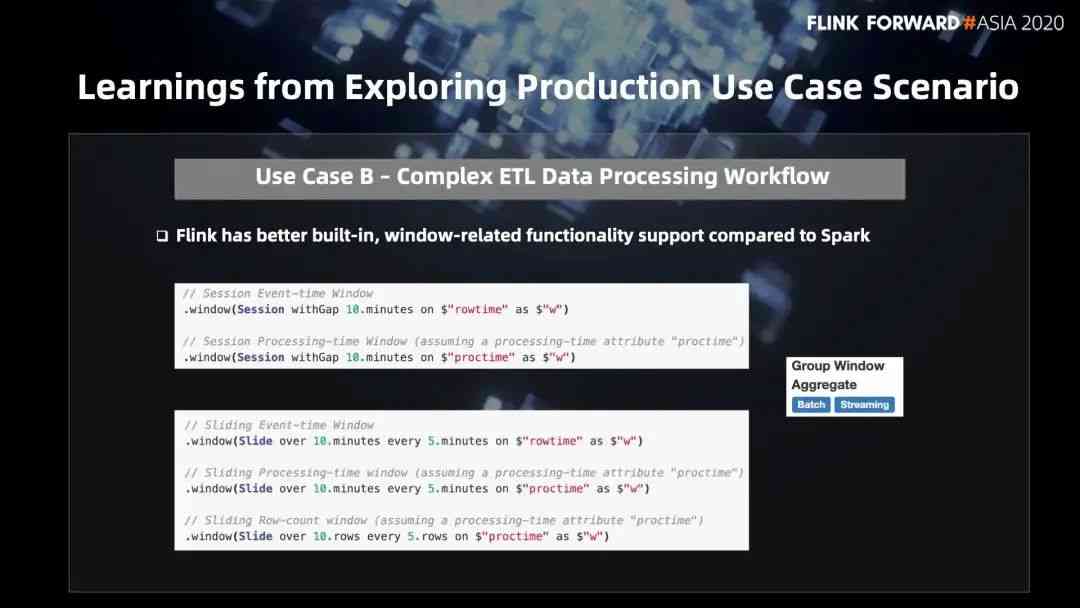 FLINK FORWARD#ASIA 2020
Learnings from Exploring Production Use Case Scenario
Use Case B – Complex ETL Data Processing Workflow
❑ Flink has better built-in, window-related functionality support compared to Spark
// Session Event-time Window
.window(Session withGap 10.minutes on $"rowtime" as $"w")
// Session Processing-time Window (assuming a processing-time attribute "proctime")
.window(Session withGap 10.minutes on $"proctime" as $"w")
Group Window
Aggregate
Batch Streaming
// Sliding Event-time Window
.window(Slide over 10.minutes every 5.minutes on $"rowtime" as $"w")
// Sliding Processing-time window (assuming a processing-time attribute "proctime")
.window(Slide over 10.minutes every 5.minutes on $"proctime" as $"w")
// Sliding Row-count window (assuming a processing-time attribute "proctime")
.window(Slide over 10.rows every 5.rows on $"proctime" as $"w")